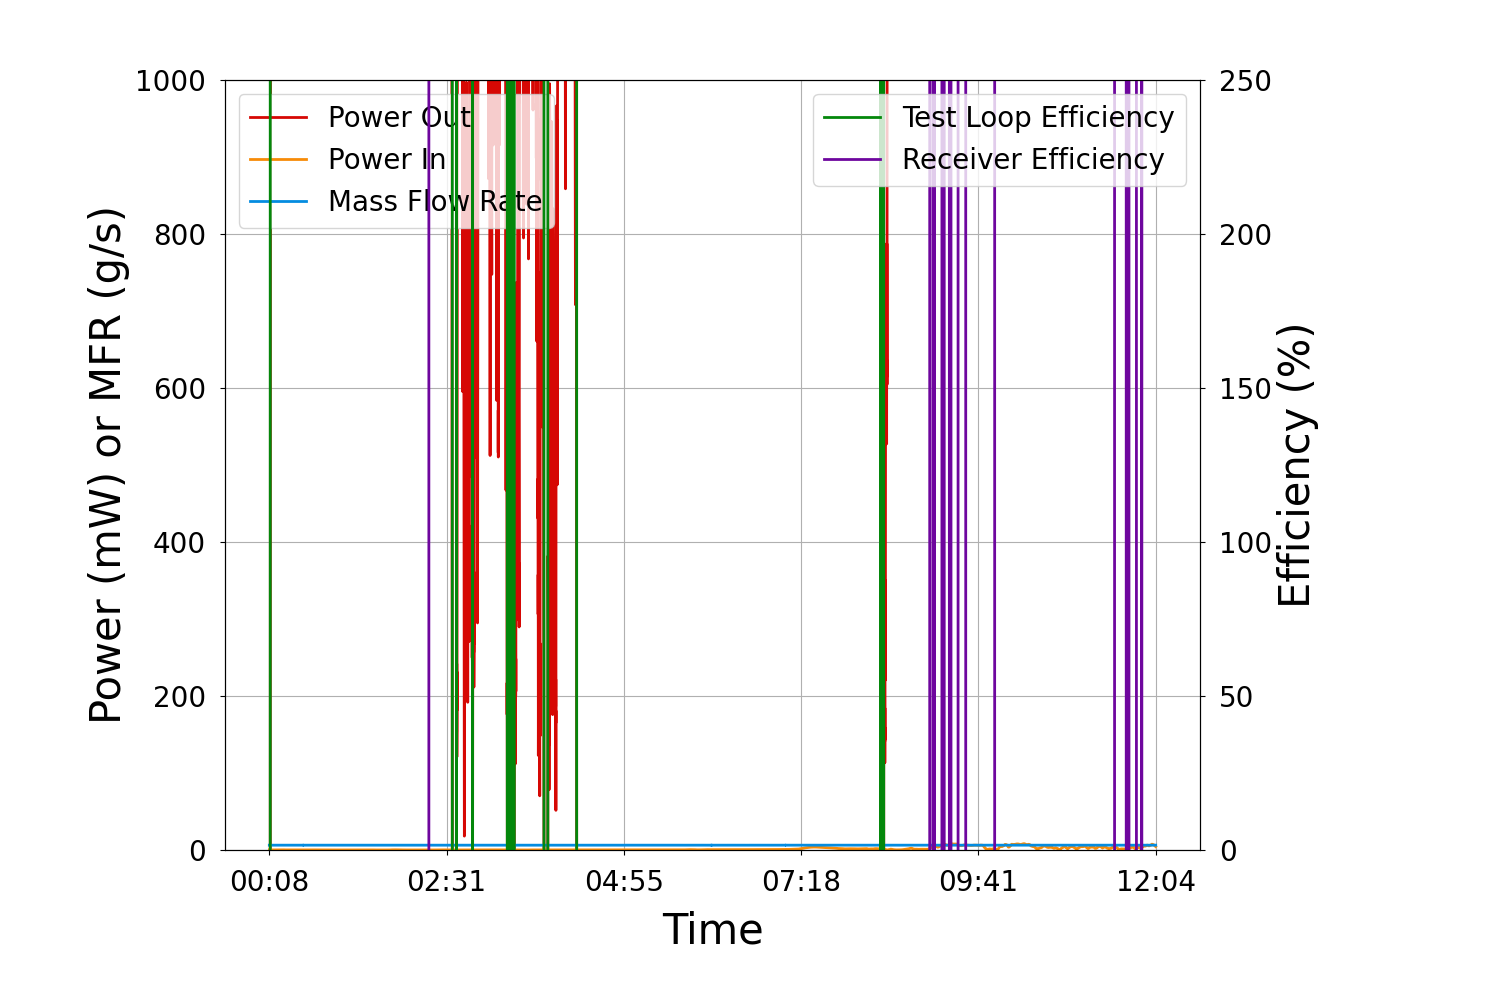 1000
800
600
400
200
0
Power (mW) or MFR (g/s)
Power Out
Power In
Mass Flow Rate
Test Loop Efficiency
Receiver Efficiency
250
200
150
100
50
0
Efficiency (%)
00:08 02:31 04:55 07:18 09:41 12:04
Time